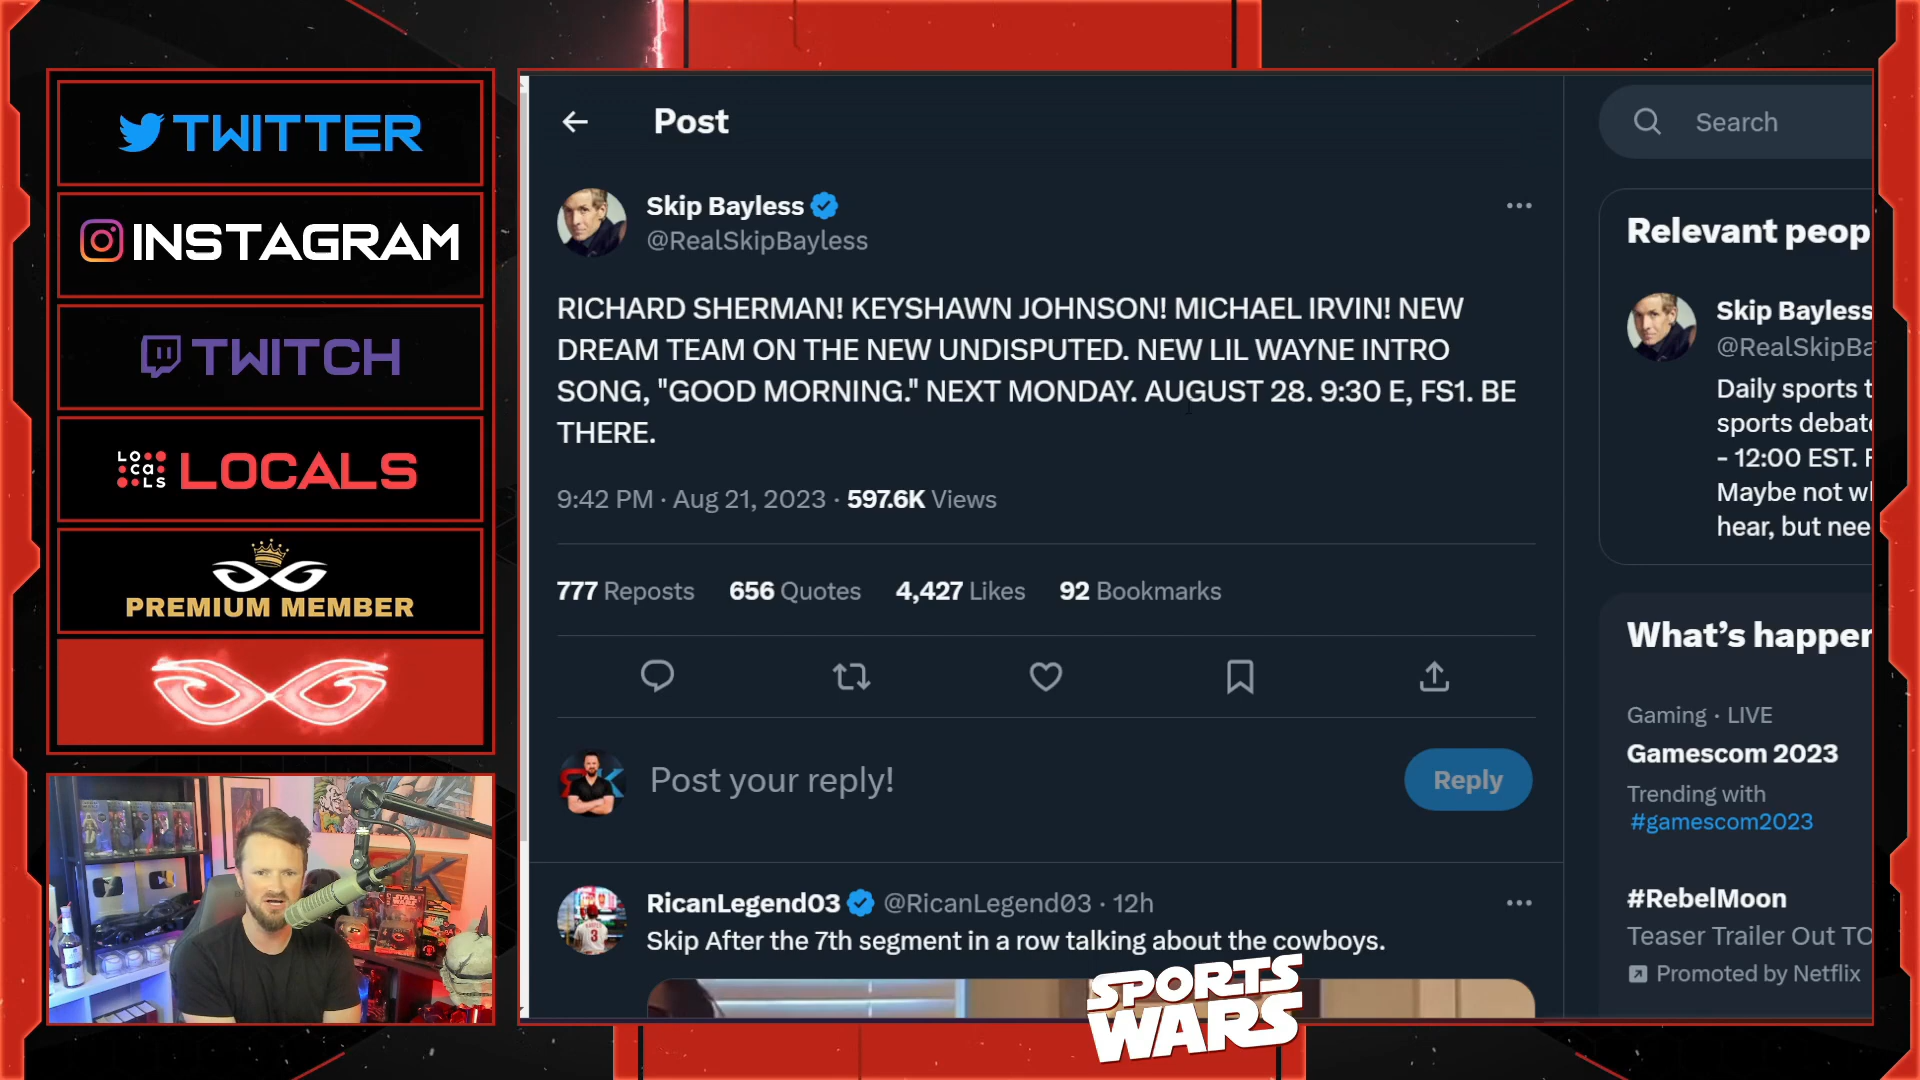 TWITTER
INSTAGRAM
TWITCH
LOCALS
LOCALS
PREMIUM MEMBER
Post
Search
Skip Bayless
@RealSkipBayless
RICHARD SHERMAN! KEYSHAWN JOHNSON! MICHAEL IRVIN! NEW
DREAM TEAM ON THE NEW UNDISPUTED. NEW LIL WAYNE INTRO
SONG, "GOOD MORNING." NEXT MONDAY. AUGUST 28. 9:30 E, FS1. BE
THERE.
9:42 PM · Aug 21, 2023 · 597.6K Views
777 Reposts 656 Quotes 4,427 Likes 92 Bookmarks
Post your reply!
Reply
RicanLegend03 @RicanLegend03 · 12h
Skip After the 7th segment in a row talking about the cowboys.
3
Relevant peop
Skip Bayless
@RealSkipBa
Daily sports t
sports debat
- 12:00 EST. F
Maybe not w
hear, but nee
What's happen
Gaming · LIVE
Gamescom 2023
Trending with
#gamescom2023
#RebelMoon
Teaser Trailer Out TO
Promoted by Netflix
STAR
WARS
SPORTS
WARS